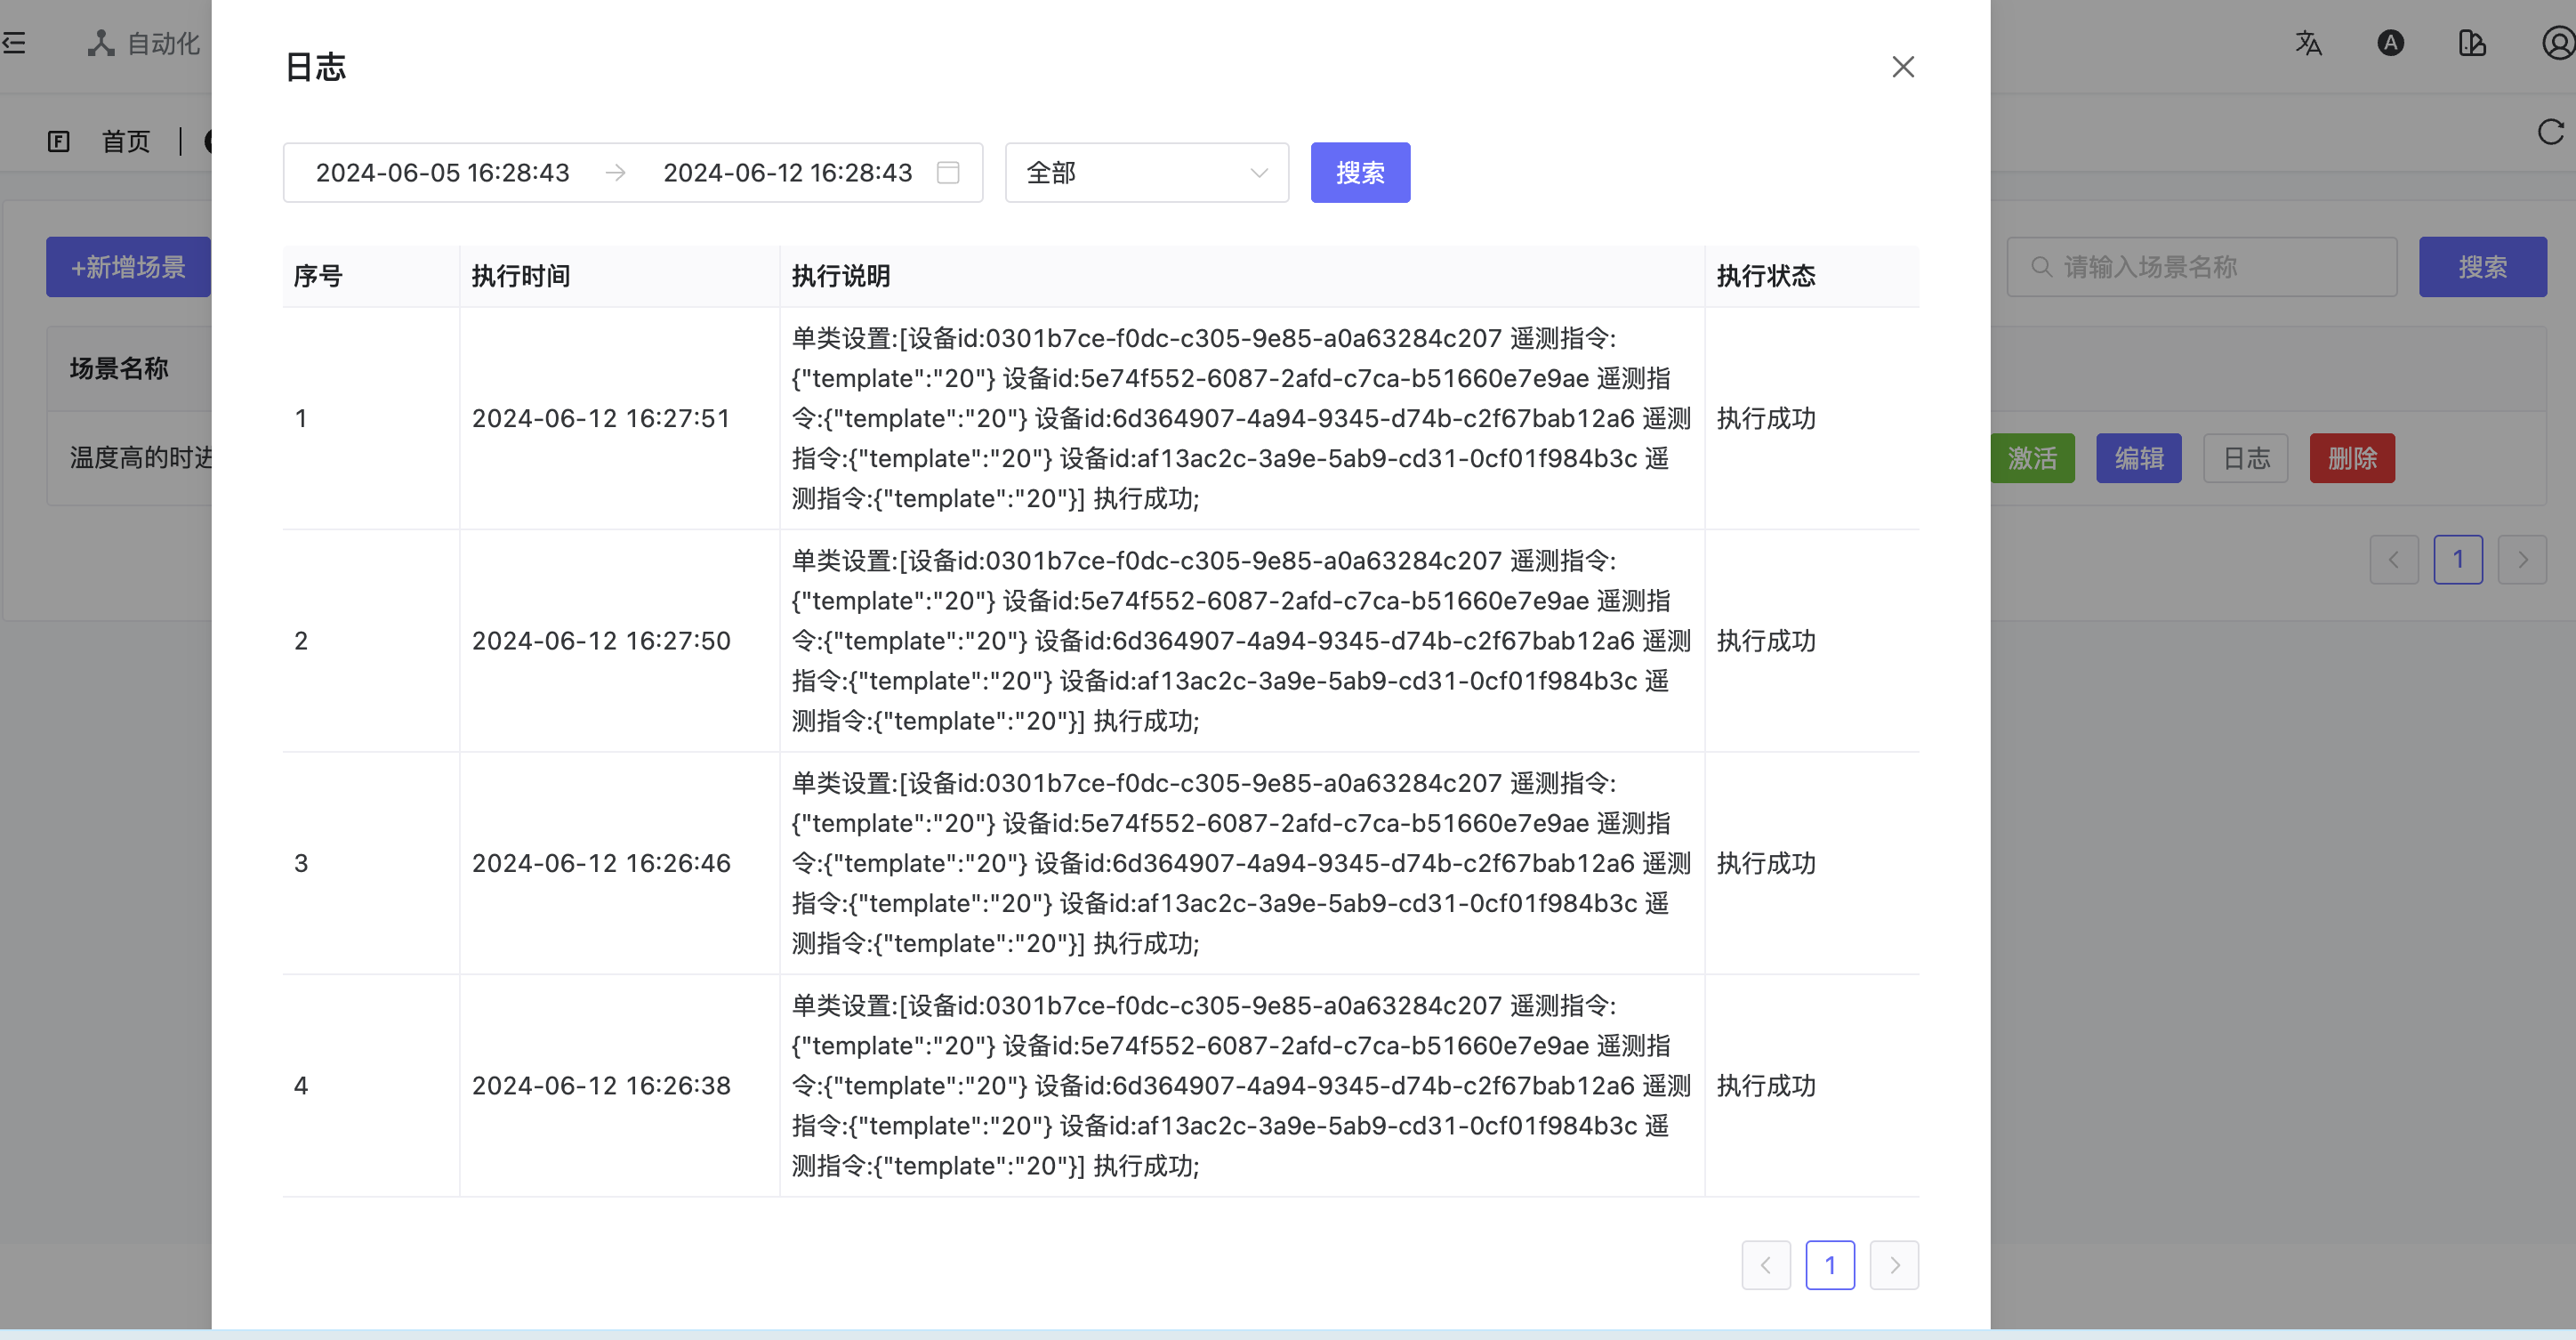 自动化
首页
日志
2024-06-05 16:28:43 → 2024-06-12 16:28:43
全部
搜索
+新增场景
请输入场景名称
搜索
序号 执行时间 执行说明 执行状态
场景名称
温度高的时进
激活 编辑 日志 删除
1
1 2024-06-12 16:27:51 执行成功
单类设置:[设备id:0301b7ce-f0dc-c305-9e85-a0a63284c207 遥测指令:
{"template":"20"} 设备id:5e74f552-6087-2afd-c7ca-b51660e7e9ae 遥测指
令:{"template":"20"} 设备id:6d364907-4a94-9345-d74b-c2f67bab12a6 遥测
指令:{"template":"20"} 设备id:af13ac2c-3a9e-5ab9-cd31-0cf01f984b3c 遥
测指令:{"template":"20"}] 执行成功;
2 2024-06-12 16:27:50 执行成功
单类设置:[设备id:0301b7ce-f0dc-c305-9e85-a0a63284c207 遥测指令:
{"template":"20"} 设备id:5e74f552-6087-2afd-c7ca-b51660e7e9ae 遥测指
令:{"template":"20"} 设备id:6d364907-4a94-9345-d74b-c2f67bab12a6 遥测
指令:{"template":"20"} 设备id:af13ac2c-3a9e-5ab9-cd31-0cf01f984b3c 遥
测指令:{"template":"20"}] 执行成功;
3 2024-06-12 16:26:46 执行成功
单类设置:[设备id:0301b7ce-f0dc-c305-9e85-a0a63284c207 遥测指令:
{"template":"20"} 设备id:5e74f552-6087-2afd-c7ca-b51660e7e9ae 遥测指
令:{"template":"20"} 设备id:6d364907-4a94-9345-d74b-c2f67bab12a6 遥测
指令:{"template":"20"} 设备id:af13ac2c-3a9e-5ab9-cd31-0cf01f984b3c 遥
测指令:{"template":"20"}] 执行成功;
4 2024-06-12 16:26:38 执行成功
单类设置:[设备id:0301b7ce-f0dc-c305-9e85-a0a63284c207 遥测指令:
{"template":"20"} 设备id:5e74f552-6087-2afd-c7ca-b51660e7e9ae 遥测指
令:{"template":"20"} 设备id:6d364907-4a94-9345-d74b-c2f67bab12a6 遥测
指令:{"template":"20"} 设备id:af13ac2c-3a9e-5ab9-cd31-0cf01f984b3c 遥
测指令:{"template":"20"}] 执行成功;
1